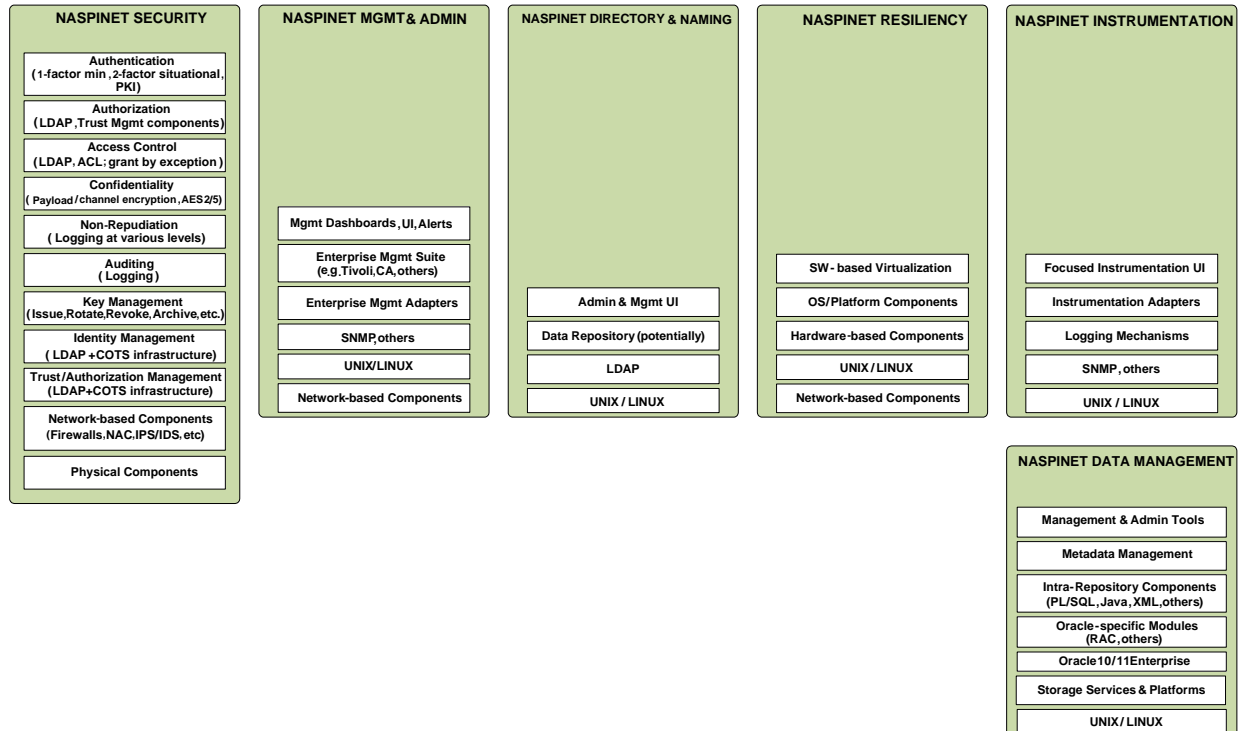 NASPINET SECURITY
Authentication
(1-factor min ,2-factor situational,
PKI)
Authorization
(LDAP ,Trust Mgmt components)
Access Control
(LDAP, ACL; grant by exception )
Confidentiality
( Payload/channel encryption ,AES2/5)
Non-Repudiation
( Logging at various levels)
Auditing
( Logging )
Key Management
(Issue,Rotate,Revoke,Archive,etc.)
Identity Management
( LDAP +COTS infrastructure)
Trust/Authorization Management
(LDAP+COTS infrastructure)
Network-based Components
(Firewalls,NAC,IPS/IDS, etc)
Physical Components
NASPINET MGMT & ADMIN
Mgmt Dashboards ,UI,Alerts
Enterprise Mgmt Suite
(e.g.Tivoli,CA,others)
Enterprise Mgmt Adapters
SNMP,others
UNIX/LINUX
Network-based Components
NASPINET DIRECTORY & NAMING
Admin & Mgmt UI
Data Repository (potentially)
LDAP
UNIX / LINUX
NASPINET RESILIENCY
SW- based Virtualization
OS/Platform Components
Hardware-based Components
UNIX / LINUX
Network-based Components
NASPINET INSTRUMENTATION
Focused Instrumentation UI
Instrumentation Adapters
Logging Mechanisms
SNMP , others
UNIX / LINUX
NASPINET DATA MANAGEMENT
Management & Admin Tools
Metadata Management
Intra-Repository Components
(PL/SQL,Java,XML,others)
Oracle-specific Modules
(RAC,others)
Oracle10/11Enterprise
Storage Services & Platforms
UNIX/ LINUX